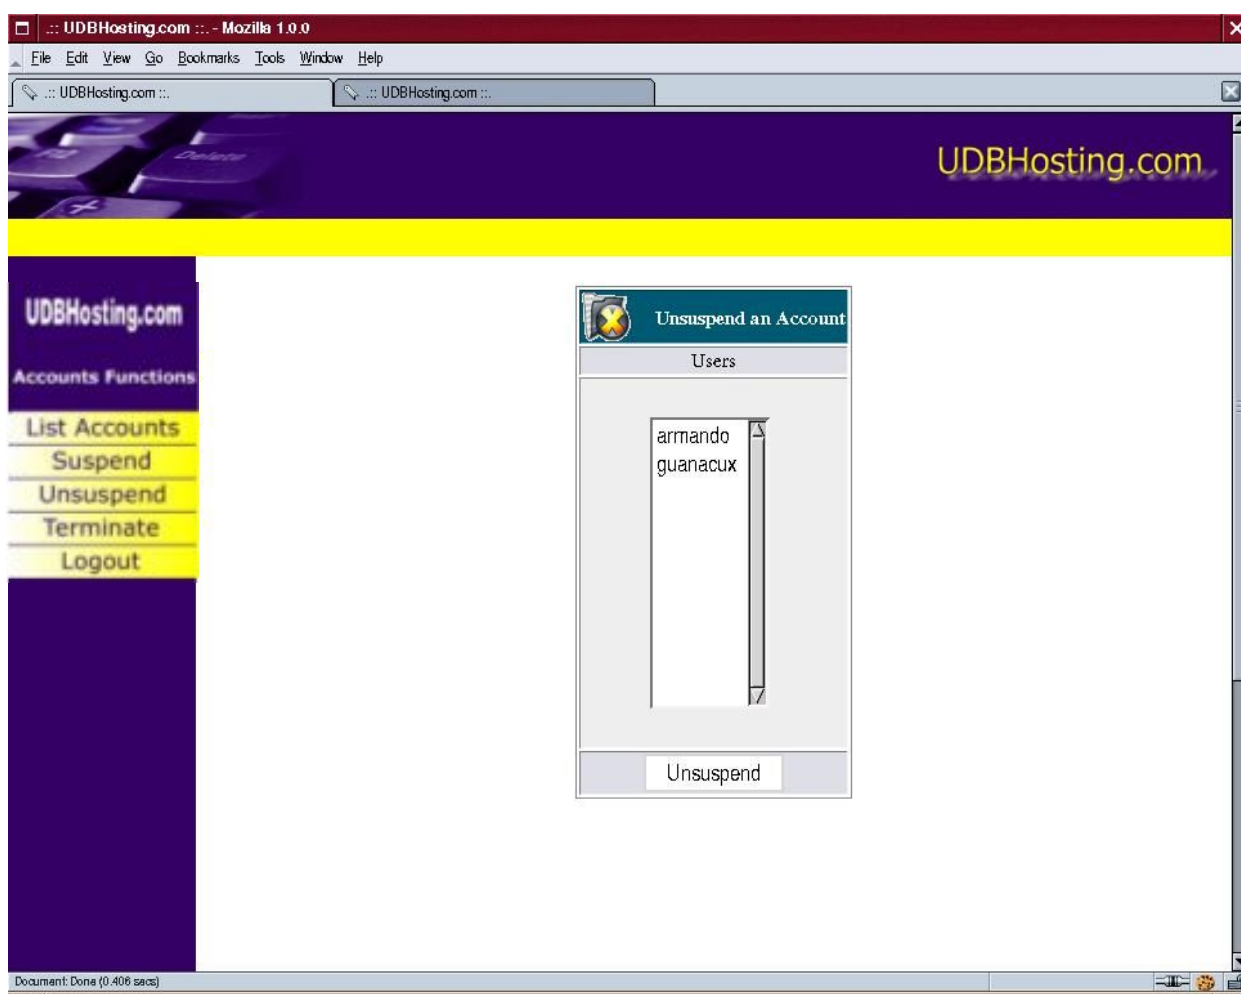 .:: UDBHosting.com ::. - Mozilla 1.0.0
File Edit View Go Bookmarks Tools Window Help
.:: UDBHosting.com ::. .:: UDBHosting.com ::.
F12 Delete
UDBHosting.com
UDBHosting.com
Unsuspend an Account
Users
Accounts Functions
List Accounts
Suspend
Unsuspend
Terminate
Logout
armando
guanacux
Unsuspend
Document: Done (0.406 secs)